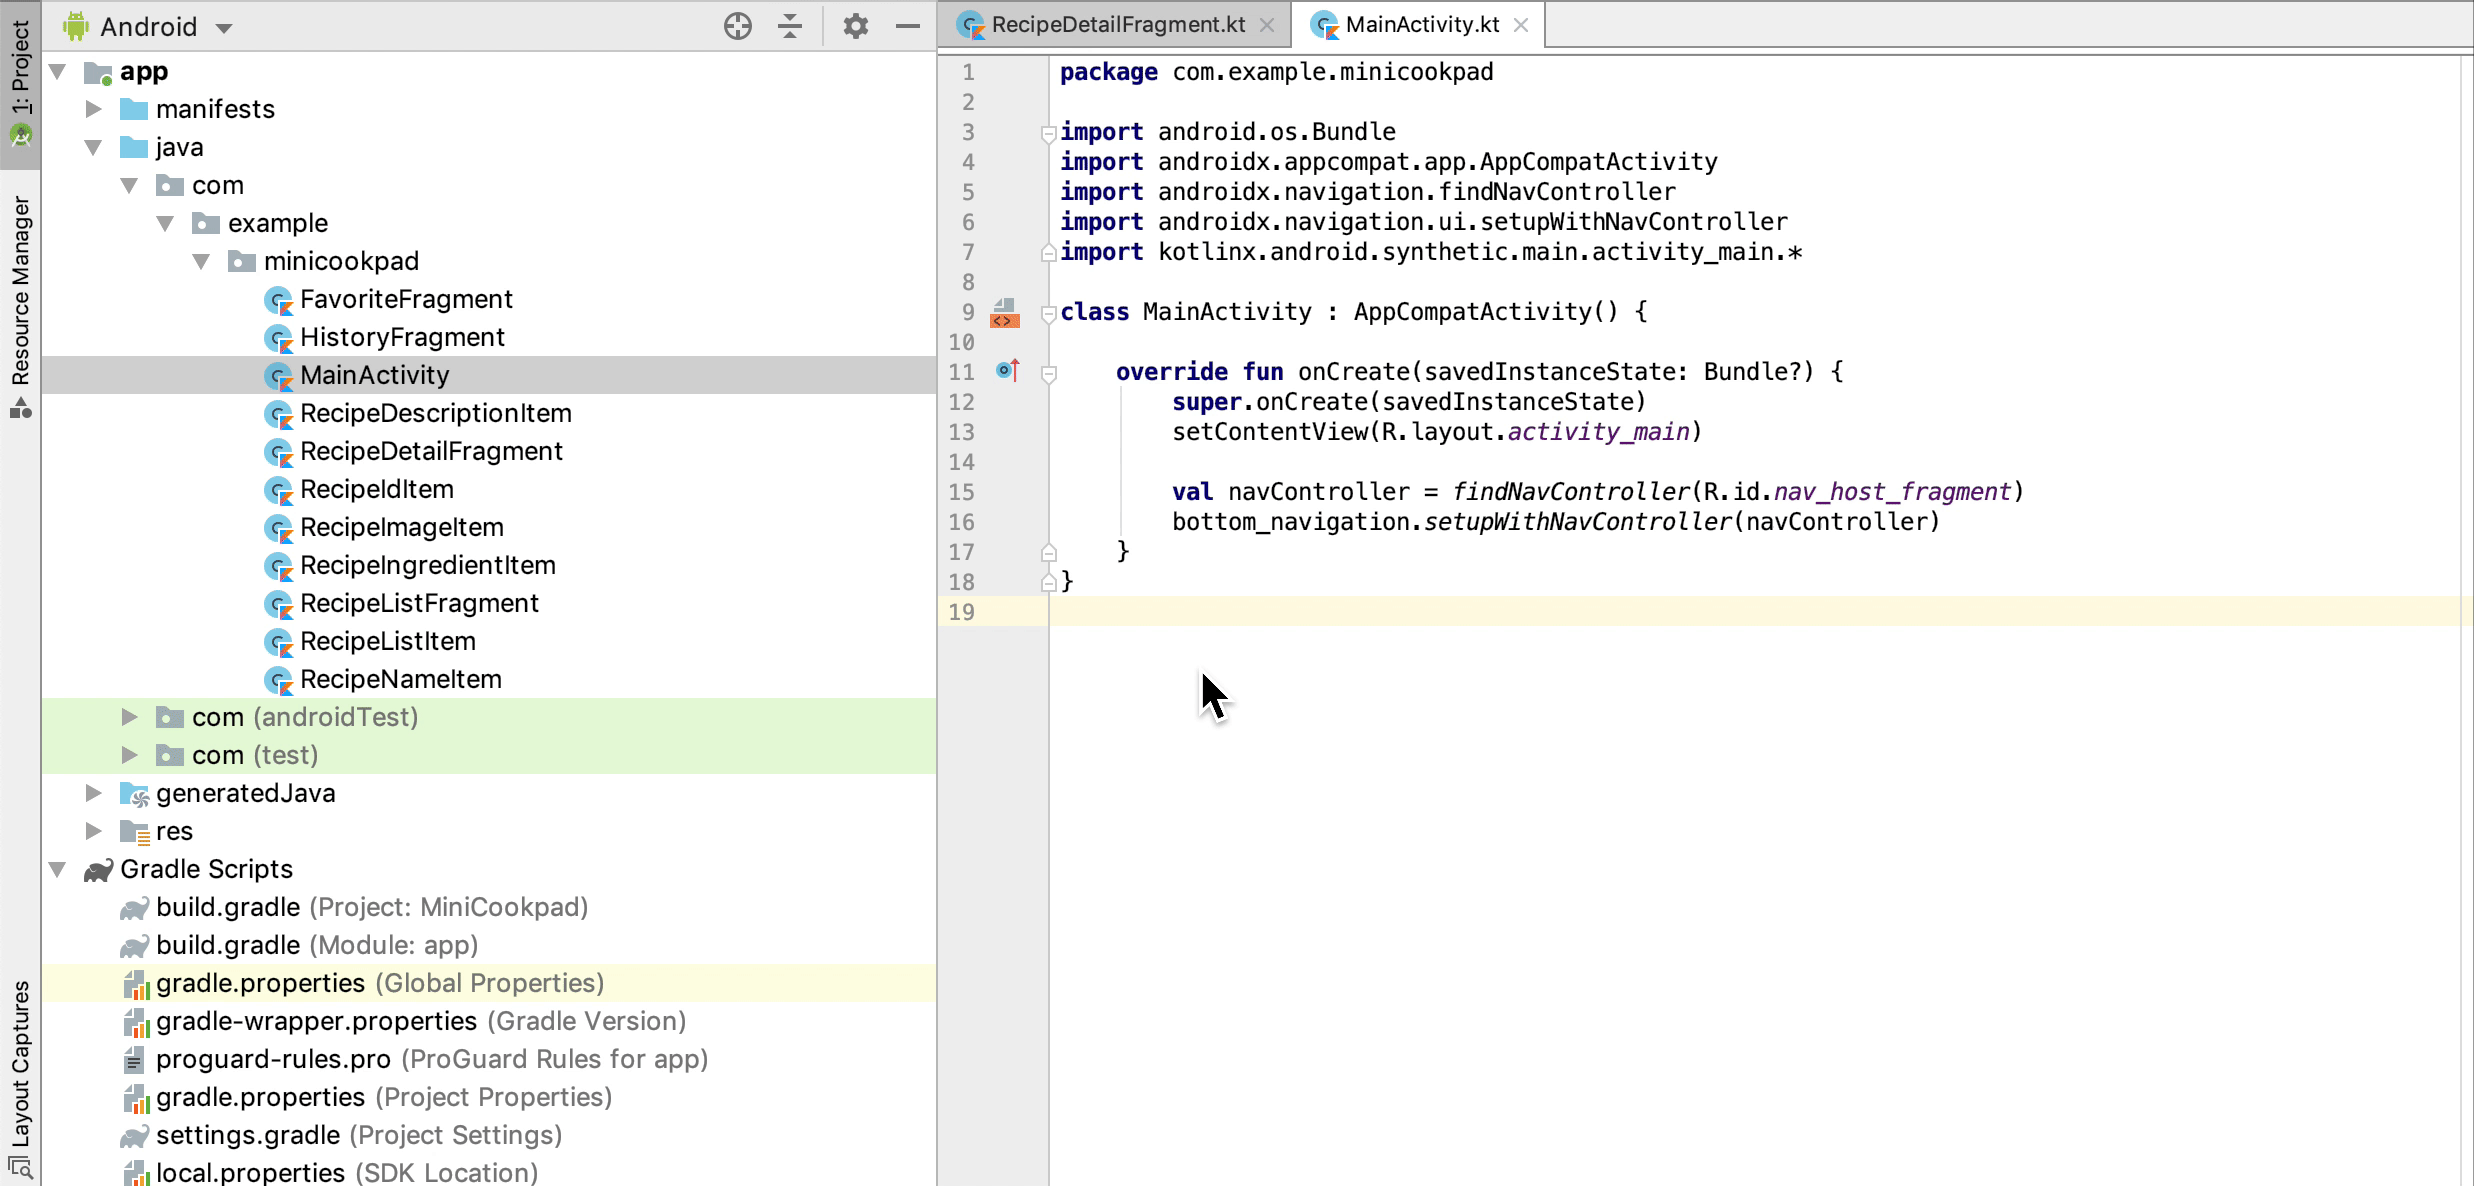 1: Project
Resource Manager
Layout Captures
Android
app
manifests
java
com
example
minicookpad
FavoriteFragment
HistoryFragment
MainActivity
RecipeDescriptionItem
RecipeDetailFragment
RecipeIdItem
RecipeImageItem
RecipeIngredientItem
RecipeListFragment
RecipeListItem
RecipeNameItem
com (androidTest)
com (test)
generatedJava
res
Gradle Scripts
build.gradle (Project: MiniCookpad)
build.gradle (Module: app)
gradle.properties (Global Properties)
gradle-wrapper.properties (Gradle Version)
proguard-rules.pro (ProGuard Rules for app)
gradle.properties (Project Properties)
settings.gradle (Project Settings)
local.properties (SDK Location)
RecipeDetailFragment.kt
MainActivity.kt
1 package com.example.minicookpad
2
3 import android.os.Bundle
4 import androidx.appcompat.app.AppCompatActivity
5 import androidx.navigation.findNavController
6 import androidx.navigation.ui.setupWithNavController
7 import kotlinx.android.synthetic.main.activity_main.*
8
9 class MainActivity : AppCompatActivity() {
10
11 override fun onCreate(savedInstanceState: Bundle?) {
12 super.onCreate(savedInstanceState)
13 setContentView(R.layout.activity_main)
14
15 val navController = findNavController(R.id.nav_host_fragment)
16 bottom_navigation.setupWithNavController(navController)
17 }
18 }
19